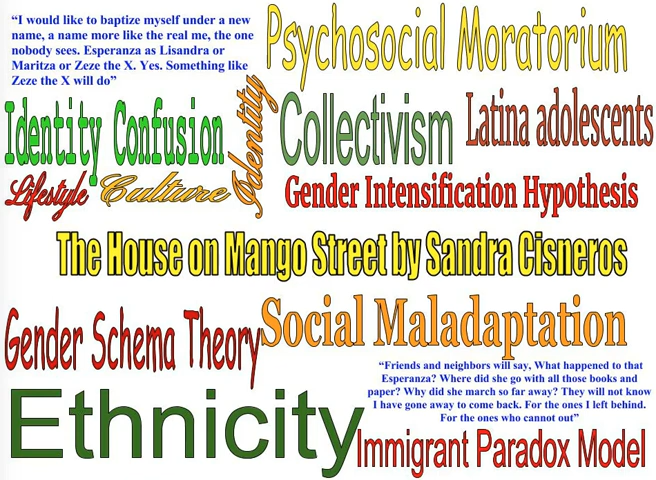 “I would like to baptize myself under a new
name, a name more like the real me, the one
nobody sees. Esperanza as Lisandra or
Maritza or Zeze the X. Yes. Something like
Zeze the X will do”
Psychosocial Moratorium
Identity Confusion
Identity
Collectivism
Latina adolescents
Lifestyle
Culture
Gender Intensification Hypothesis
The House on Mango Street by Sandra Cisneros
Gender Schema Theory
Social Maladaptation
“Friends and neighbors will say, What happened to that
Esperanza? Where did she go with all those books and
paper? Why did she march so far away? They will not know
I have gone away to come back. For the ones I left behind.
For the ones who cannot out”
Ethnicity
Immigrant Paradox Model